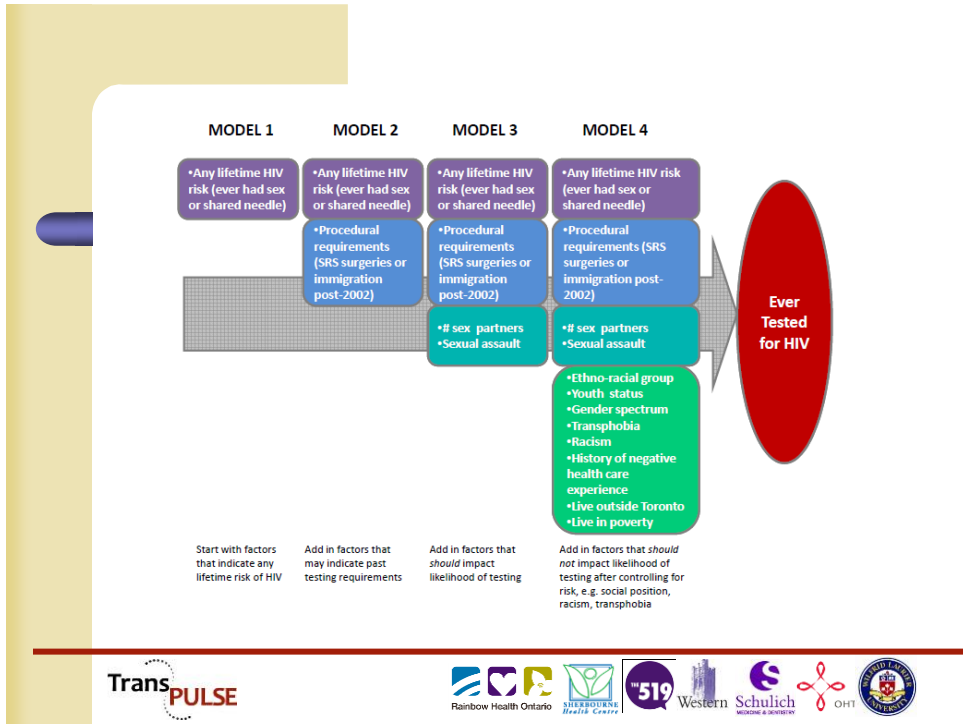 MODEL 1
MODEL 2
MODEL 3
MODEL 4
•Any lifetime HIV
risk (ever had sex
or shared needle)
•Any lifetime HIV
risk (ever had sex
or shared needle)
•Any lifetime HIV
risk (ever had sex
or shared needle)
•Any lifetime HIV risk
(ever had sex or
shared needle)
•Procedural
requirements
(SRS surgeries or
immigration
post-2002)
•Procedural
requirements
(SRS surgeries or
immigration
post-2002)
•Procedural
requirements (SRS
surgeries or
immigration post-
2002)
•# sex partners
•Sexual assault
•# sex partners
•Sexual assault
•Ethno-racial group
•Youth status
•Gender spectrum
•Transphobia
•Racism
•History of negative
health care
experience
•Live outside Toronto
•Live in poverty
Ever
Tested
for HIV
Start with factors
that indicate any
lifetime risk of HIV
Add in factors that
may indicate past
testing requirements
Add in factors that
should impact
likelihood of testing
Add in factors that should
not impact likelihood of
testing after controlling for
risk, e.g. social position,
racism, transphobia
Trans
PULSE
Rainbow Health Ontario
SHERBOURNE
Health Centre
THE 519
Western
Schulich
MEDICINE & DENTISTRY
OHT
WILFRID LAURIER
UNIVERSITY